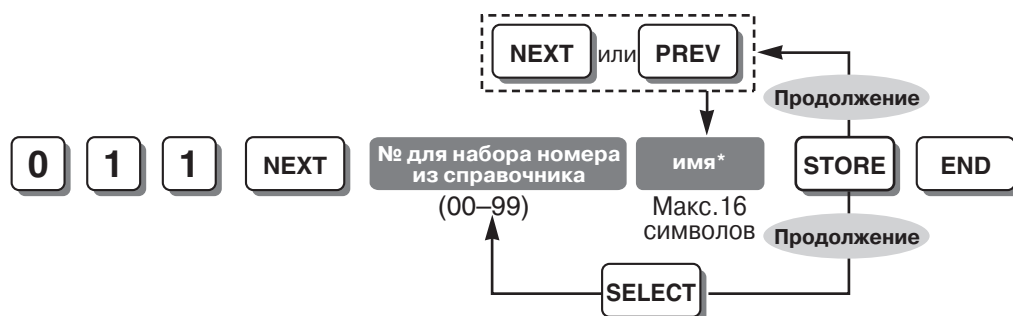 NEXT или PREV
Продолжение
0 1 1 NEXT № для набора номера из справочника имя* STORE END
(00–99) Макс.16 символов
Продолжение
SELECT